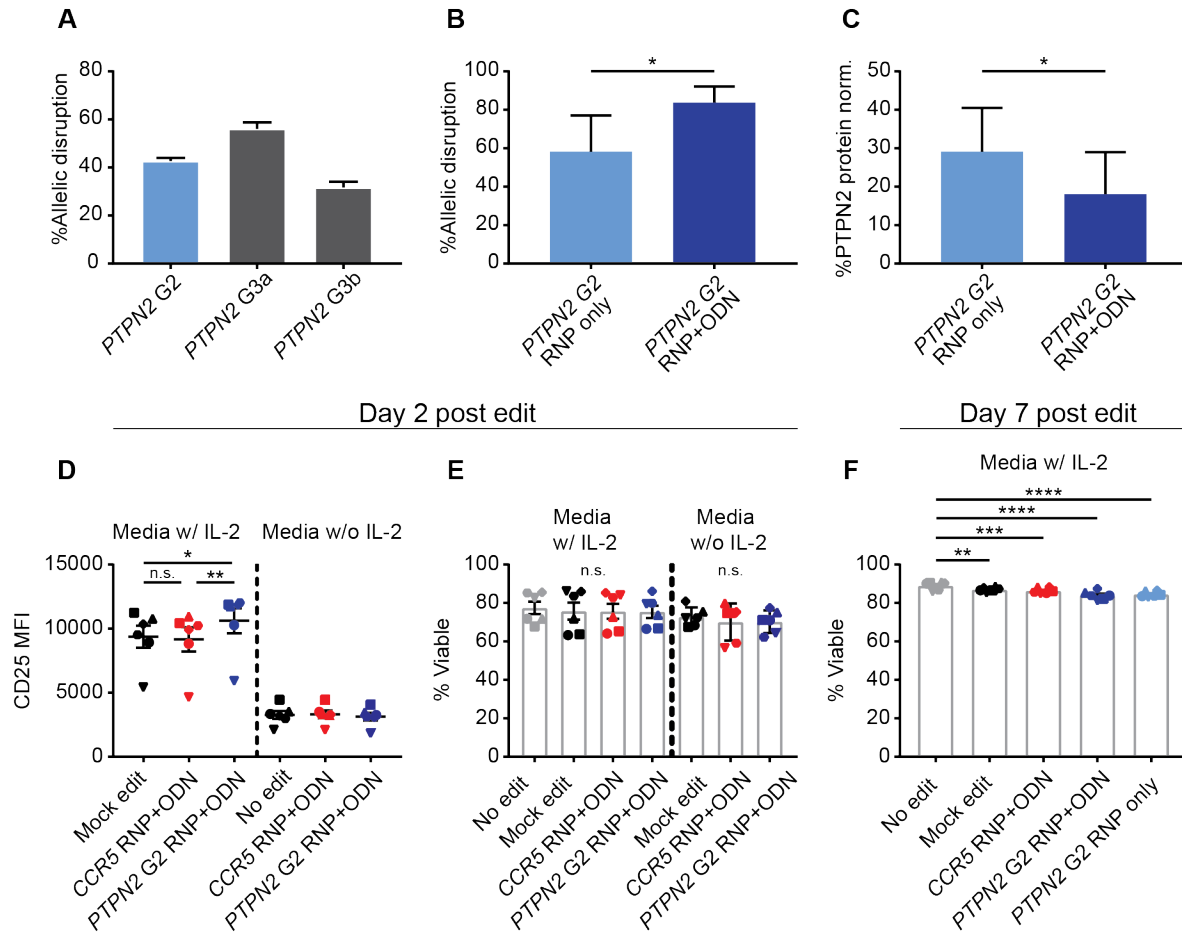 A
%Allelic disruption
80
60
40
20
0
PTPN2 G2
PTPN2 G3a
PTPN2 G3b
B
%Allelic disruption
100
80
60
40
20
0
*
PTPN2 G2
RNP only
PTPN2 G2
RNP+ODN
C
%PTPN2 protein norm.
50
40
30
20
10
0
*
PTPN2 G2
RNP only
PTPN2 G2
RNP+ODN
Day 2 post edit
Day 7 post edit
D
Media w/ IL-2
Media w/o IL-2
CD25 MFI
15000
10000
5000
0
*
n.s.
**
Mock edit
CCR5 RNP+ODN
PTPN2 G2 RNP+ODN
No edit
CCR5 RNP+ODN
PTPN2 G2 RNP+ODN
E
Media
w/ IL-2
n.s.
Media
w/o IL-2
n.s.
% Viable
100
80
60
40
20
0
No edit
Mock edit
CCR5 RNP+ODN
PTPN2 G2 RNP+ODN
Mock edit
CCR5 RNP+ODN
PTPN2 G2 RNP+ODN
F
Media w/ IL-2
****
****
***
**
% Viable
100
80
60
40
20
0
No edit
Mock edit
CCR5 RNP+ODN
PTPN2 G2 RNP+ODN
PTPN2 G2 RNP only